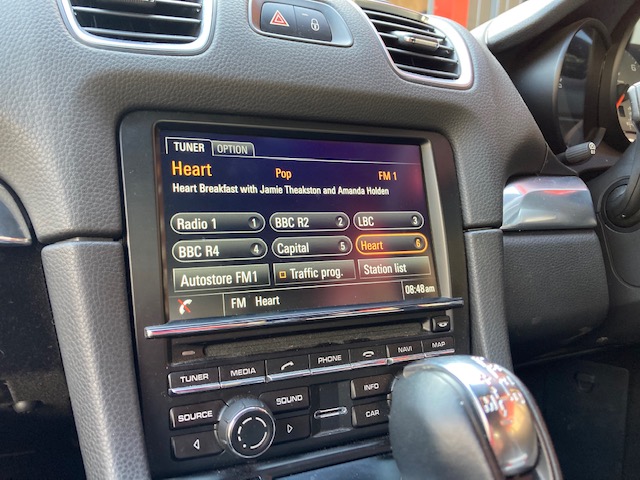 TUNER OPTION
Heart Pop FM 1
Heart Breakfast with Jamie Theakston and Amanda Holden
Radio 1 1 BBC R2 2 LBC 3
BBC R4 4 Capital 5 Heart 6
Autostore FM1 Traffic prog. Station list
FM Heart 08:48am
TUNER MEDIA PHONE NAVI MAP
SOURCE SOUND INFO
CAR